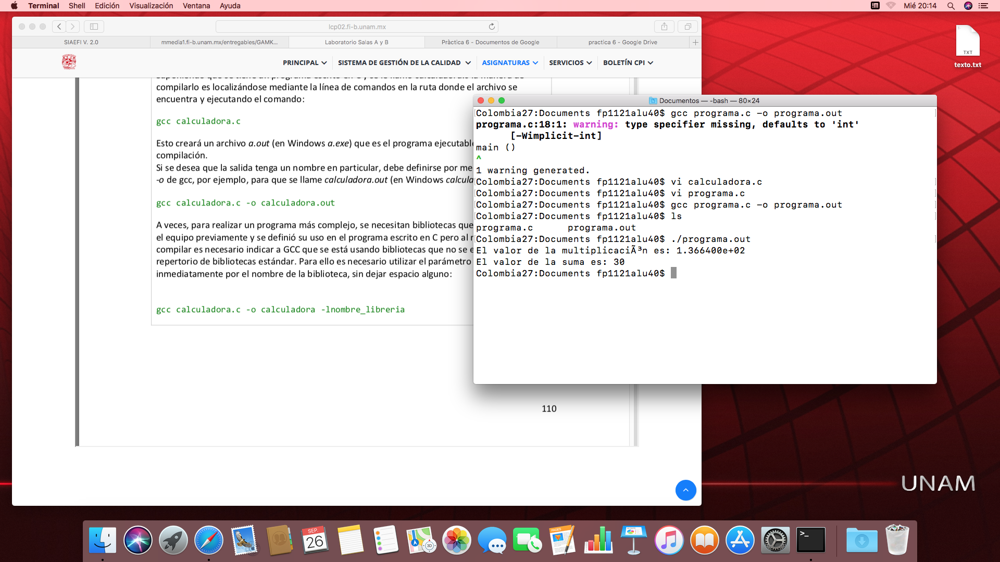 Terminal Shell Edición Visualización Ventana Ayuda
Mié 20:14
lcp02.fi-b.unam.mx
SIAEFI V. 2.0
mmedia1.fi-b.unam.mx/entregables/GAMK...
Laboratorio Salas A y B
Pràctica 6 - Documentos de Google
practica 6 - Google Drive
PRINCIPAL
SISTEMA DE GESTIÓN DE LA CALIDAD
ASIGNATURAS
SERVICIOS
BOLETÍN CPI
compilarlo es localizándose mediante la línea de comandos en la ruta donde el archivo se
encuentra y ejecutando el comando:
gcc calculadora.c
Esto creará un archivo a.out (en Windows a.exe) que es el programa ejecutable
compilación.
Si se desea que la salida tenga un nombre en particular, debe definirse por me
-o de gcc, por ejemplo, para que se llame calculadora.out (en Windows calcula
gcc calculadora.c -o calculadora.out
A veces, para realizar un programa más complejo, se necesitan bibliotecas que
el equipo previamente y se definió su uso en el programa escrito en C pero al
compilar es necesario indicar a GCC que se está usando bibliotecas que no se e
repertorio de bibliotecas estándar. Para ello es necesario utilizar el parámetro
inmediatamente por el nombre de la biblioteca, sin dejar espacio alguno:
gcc calculadora.c -o calculadora -lnombre_libreria
110
Documentos — -bash — 80×24
Colombia27:Documents fp1121alu40$ gcc programa.c -o programa.out
programa.c:18:1: warning: type specifier missing, defaults to 'int'
[-Wimplicit-int]
main ()
^
1 warning generated.
Colombia27:Documents fp1121alu40$ vi calculadora.c
Colombia27:Documents fp1121alu40$ vi programa.c
Colombia27:Documents fp1121alu40$ gcc programa.c -o programa.out
Colombia27:Documents fp1121alu40$ ls
programa.c programa.out
Colombia27:Documents fp1121alu40$ ./programa.out
El valor de la multiplicaciÃ³n es: 1.366400e+02
El valor de la suma es: 30
Colombia27:Documents fp1121alu40$
TXT
texto.txt
UNAM
SEP.
26
PAGES
3D
>_